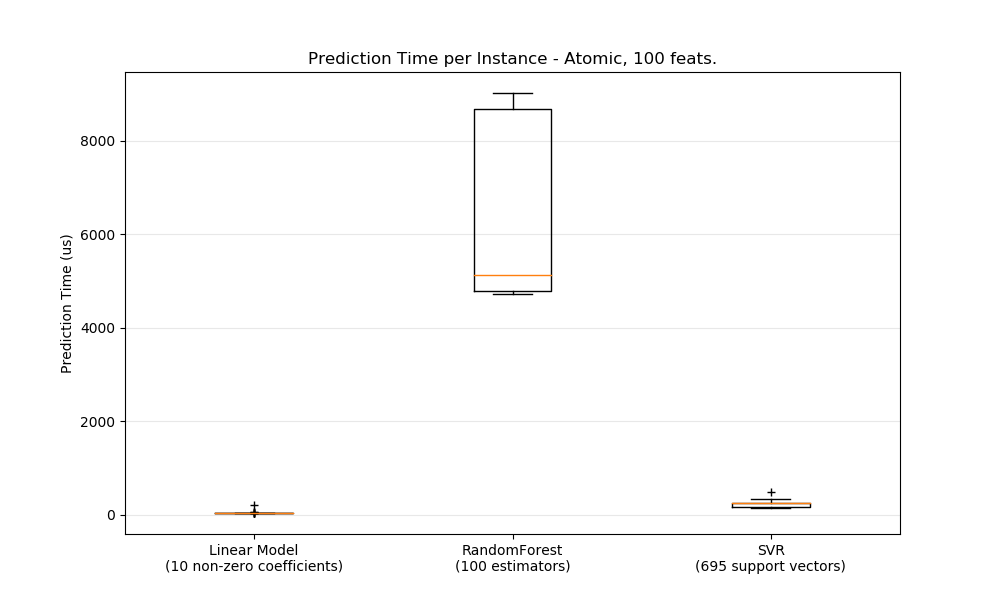 Prediction Time per Instance - Atomic, 100 feats.
Prediction Time (us)
8000
6000
4000
2000
0
Linear Model
(10 non-zero coefficients)
RandomForest
(100 estimators)
SVR
(695 support vectors)